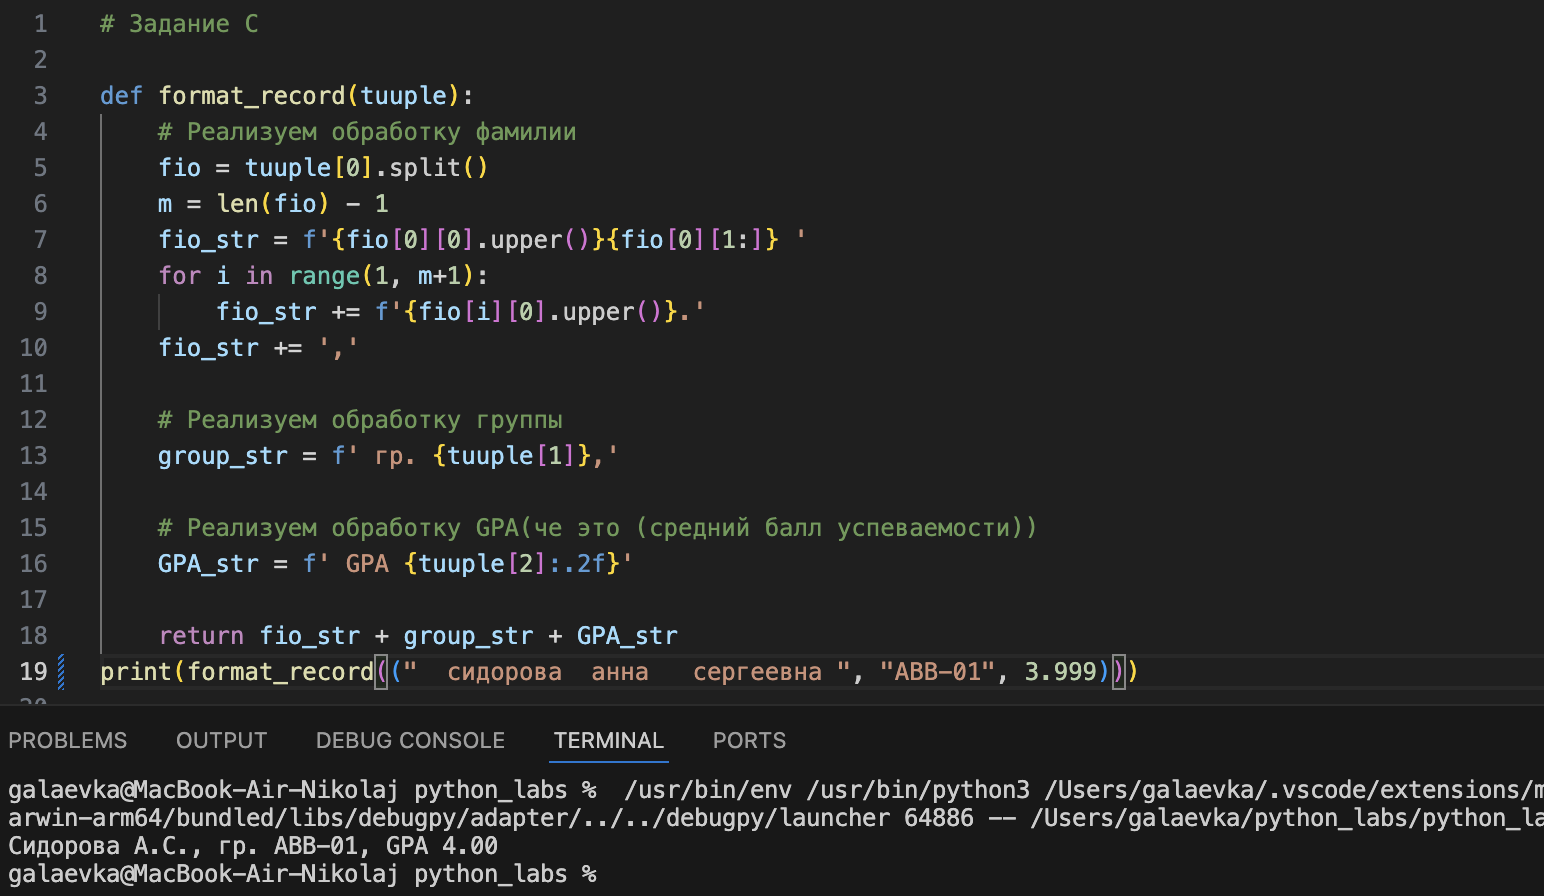 1 # Задание C
2
3 def format_record(tuuple):
4 # Реализуем обработку фамилии
5 fio = tuuple[0].split()
6 m = len(fio) - 1
7 fio_str = f'{fio[0][0].upper()}{fio[0][1:]} '
8 for i in range(1, m+1):
9 fio_str += f'{fio[i][0].upper()}.'
10 fio_str += ','
11
12 # Реализуем обработку группы
13 group_str = f' гр. {tuuple[1]},'
14
15 # Реализуем обработку GPA(че это (средний балл успеваемости))
16 GPA_str = f' GPA {tuuple[2]:.2f}'
17
18 return fio_str + group_str + GPA_str
19 print(format_record(("  сидорова  анна   сергеевна ", "ABB-01", 3.999)))
20
PROBLEMS OUTPUT DEBUG CONSOLE TERMINAL PORTS
galaevka@MacBook-Air-Nikolaj python_labs %  /usr/bin/env /usr/bin/python3 /Users/galaevka/.vscode/extensions/m
arwin-arm64/bundled/libs/debugpy/adapter/../../debugpy/launcher 64886 -- /Users/galaevka/python_labs/python_la
Сидорова А.С., гр. ABB-01, GPA 4.00
galaevka@MacBook-Air-Nikolaj python_labs %